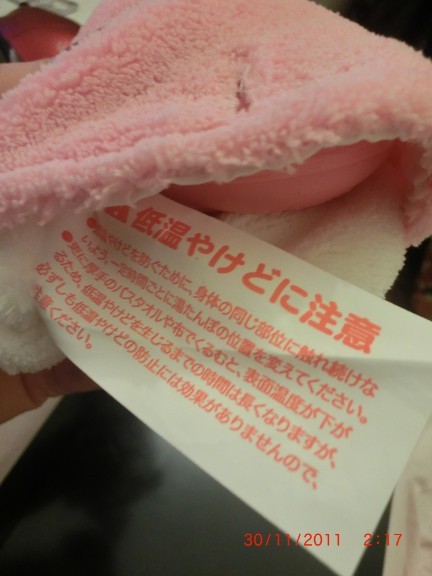 低温やけどに注意
●低温やけどを防ぐために、身体の同じ部位に触れ続けな
いよう、一定時間ごとに湯たんぽの位置を変えてください。
●更に厚手のバスタオルや布でくるむと、表面温度が下が
るため、低温やけどを生じるまでの時間は長くなりますが、
必ずしも低温やけどの防止には効果がありませんので、
ください。
30/11/2011 2:17